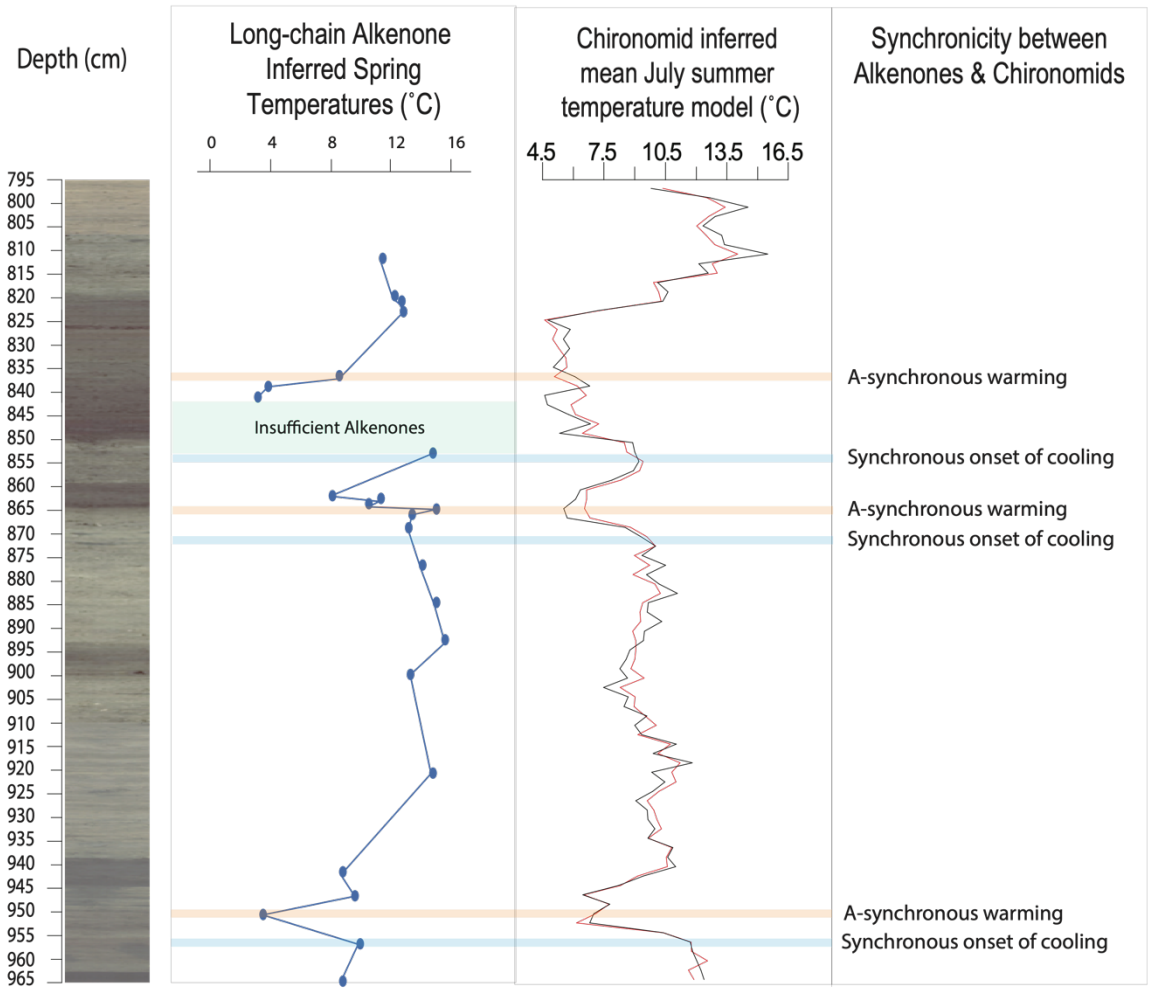 Depth (cm)
Long-chain Alkenone
Inferred Spring
Temperatures (˚C)
Chironomid inferred
mean July summer
temperature model (˚C)
Synchronicity between
Alkenones & Chironomids
0 4 8 12 16
4.5 7.5 10.5 13.5 16.5
795
800
805
810
815
820
825
830
835
840
845
850
855
860
865
870
875
880
885
890
895
900
905
910
915
920
925
930
935
940
945
950
955
960
965
Insufficient Alkenones
A-synchronous warming
Synchronous onset of cooling
A-synchronous warming
Synchronous onset of cooling
A-synchronous warming
Synchronous onset of cooling